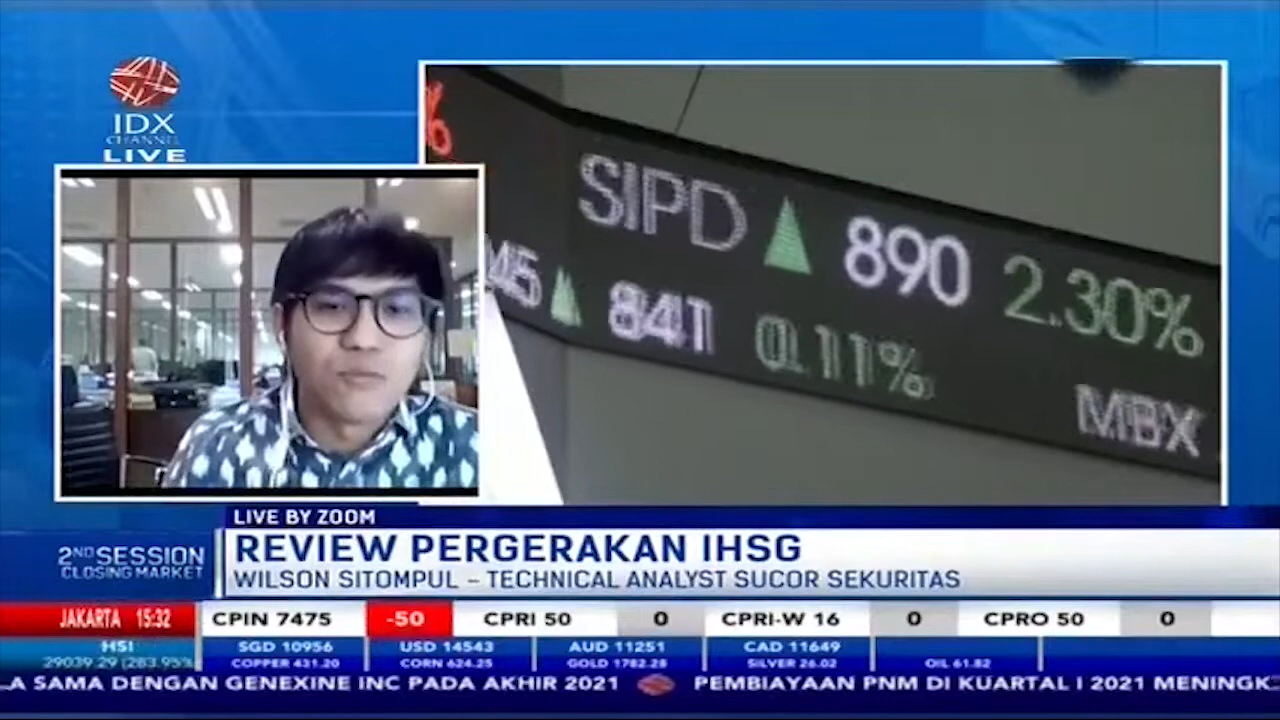 IDX
CHANNEL
LIVE
%
SIPD ▲ 890 2.30%
45 ▲ 841 0.11%
MBX
LIVE BY ZOOM
2ND SESSION
CLOSING MARKET
REVIEW PERGERAKAN IHSG
WILSON SITOMPUL – TECHNICAL ANALYST SUCOR SEKURITAS
JAKARTA 15:32 CPIN 7475 -50 CPRI 50 0 CPRI-W 16 0 CPRO 50 0
HSI SGD 10956 USD 14543 AUD 11251 CAD 11649
29039.29 (283.95%) COPPER 431.20 CORN 624.25 GOLD 1782.28 SILVER 26.02 OIL 61.82
LA SAMA DENGAN GENEXINE INC PADA AKHIR 2021 PEMBIAYAAN PNM DI KUARTAL I 2021 MENINGK